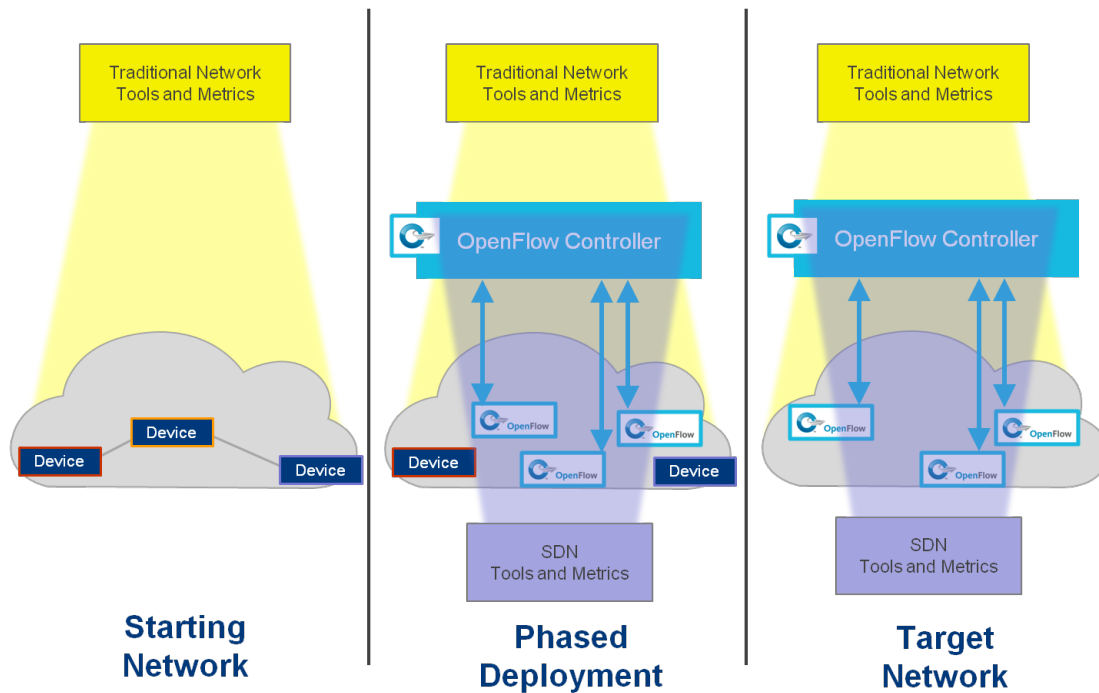 Traditional Network
Tools and Metrics
Device
Device
Device
Starting
Network
Traditional Network
Tools and Metrics
OpenFlow Controller
OpenFlow
OpenFlow
OpenFlow
Device
Device
SDN
Tools and Metrics
Phased
Deployment
Traditional Network
Tools and Metrics
OpenFlow Controller
OpenFlow
OpenFlow
OpenFlow
SDN
Tools and Metrics
Target
Network